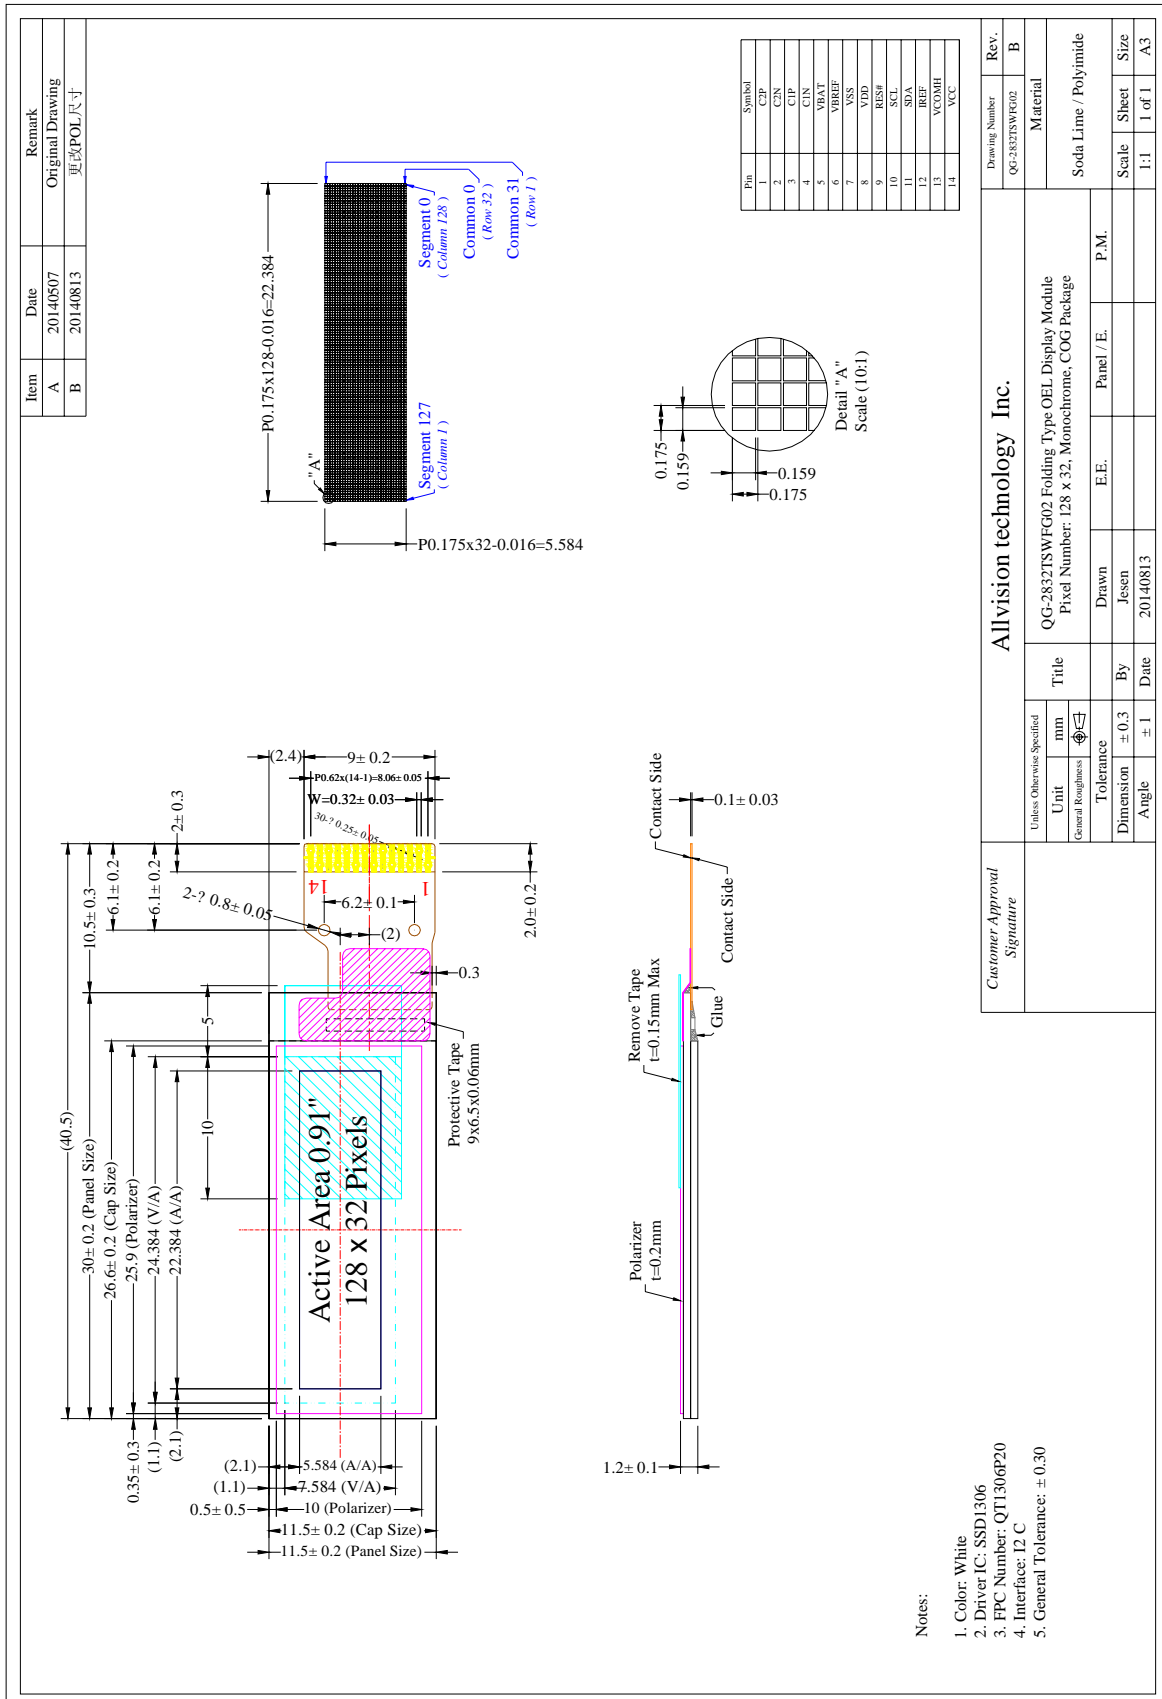 Item Date Remark
A 20140507 Original Drawing
B 20140813 更改POL尺寸
(40.5)
30± 0.2 (Panel Size)
26.6± 0.2 (Cap Size)
25.9 (Polarizer)
24.384 (V/A)
22.384 (A/A)
0.35± 0.3
(1.1)
(2.1)
10.5± 0.3
6.1± 0.2
6.1± 0.2
2± 0.3
5
10
(2.4)
9± 0.2
P0.62x(14-1)=8.06± 0.05
W=0.32± 0.03
30-? 0.25± 0.05
2-? 0.8± 0.05
6.2± 0.1
(2)
14
1
2.0± 0.2
0.3
Protective Tape
9x6.5x0.06mm
Active Area 0.91"
128 x 32 Pixels
(2.1)
5.584 (A/A)
(1.1)
7.584 (V/A)
0.5± 0.5
10 (Polarizer)
11.5± 0.2 (Cap Size)
11.5± 0.2 (Panel Size)
P0.175x128-0.016=22.384
"A"
P0.175x32-0.016=5.584
Segment 127
( Column 1 )
Segment 0
( Column 128 )
Common 0
( Row 32 )
Common 31
( Row 1 )
1.2± 0.1
Polarizer
t=0.2mm
Remove Tape
t=0.15mm Max
Glue
Contact Side
Contact Side
0.1± 0.03
0.175
0.159
0.159
0.175
Detail "A"
Scale (10:1)
Pin Symbol
1 C2P
2 C2N
3 C1P
4 C1N
5 VBAT
6 VBREF
7 VSS
8 VDD
9 RES#
10 SCL
11 SDA
12 IREF
13 VCOMH
14 VCC
Notes:
1. Color: White
2. Driver IC: SSD1306
3. FPC Number: QT1306P20
4. Interface: I2 C
5. General Tolerance: ± 0.30
Customer Approval
Signature
Allvision technology Inc.
Drawing Number Rev.
QG-2832TSWFG02 B
Unless Otherwise Specified
Unit mm
General Roughness
Tolerance
Dimension ± 0.3
Angle ± 1
Title
QG-2832TSWFG02 Folding Type OEL Display Module
Pixel Number: 128 x 32, Monochrome, COG Package
Material
Soda Lime / Polyimide
Drawn E.E. Panel / E. P.M.
By Jesen
Date 20140813
Scale Sheet Size
1:1 1 of 1 A3